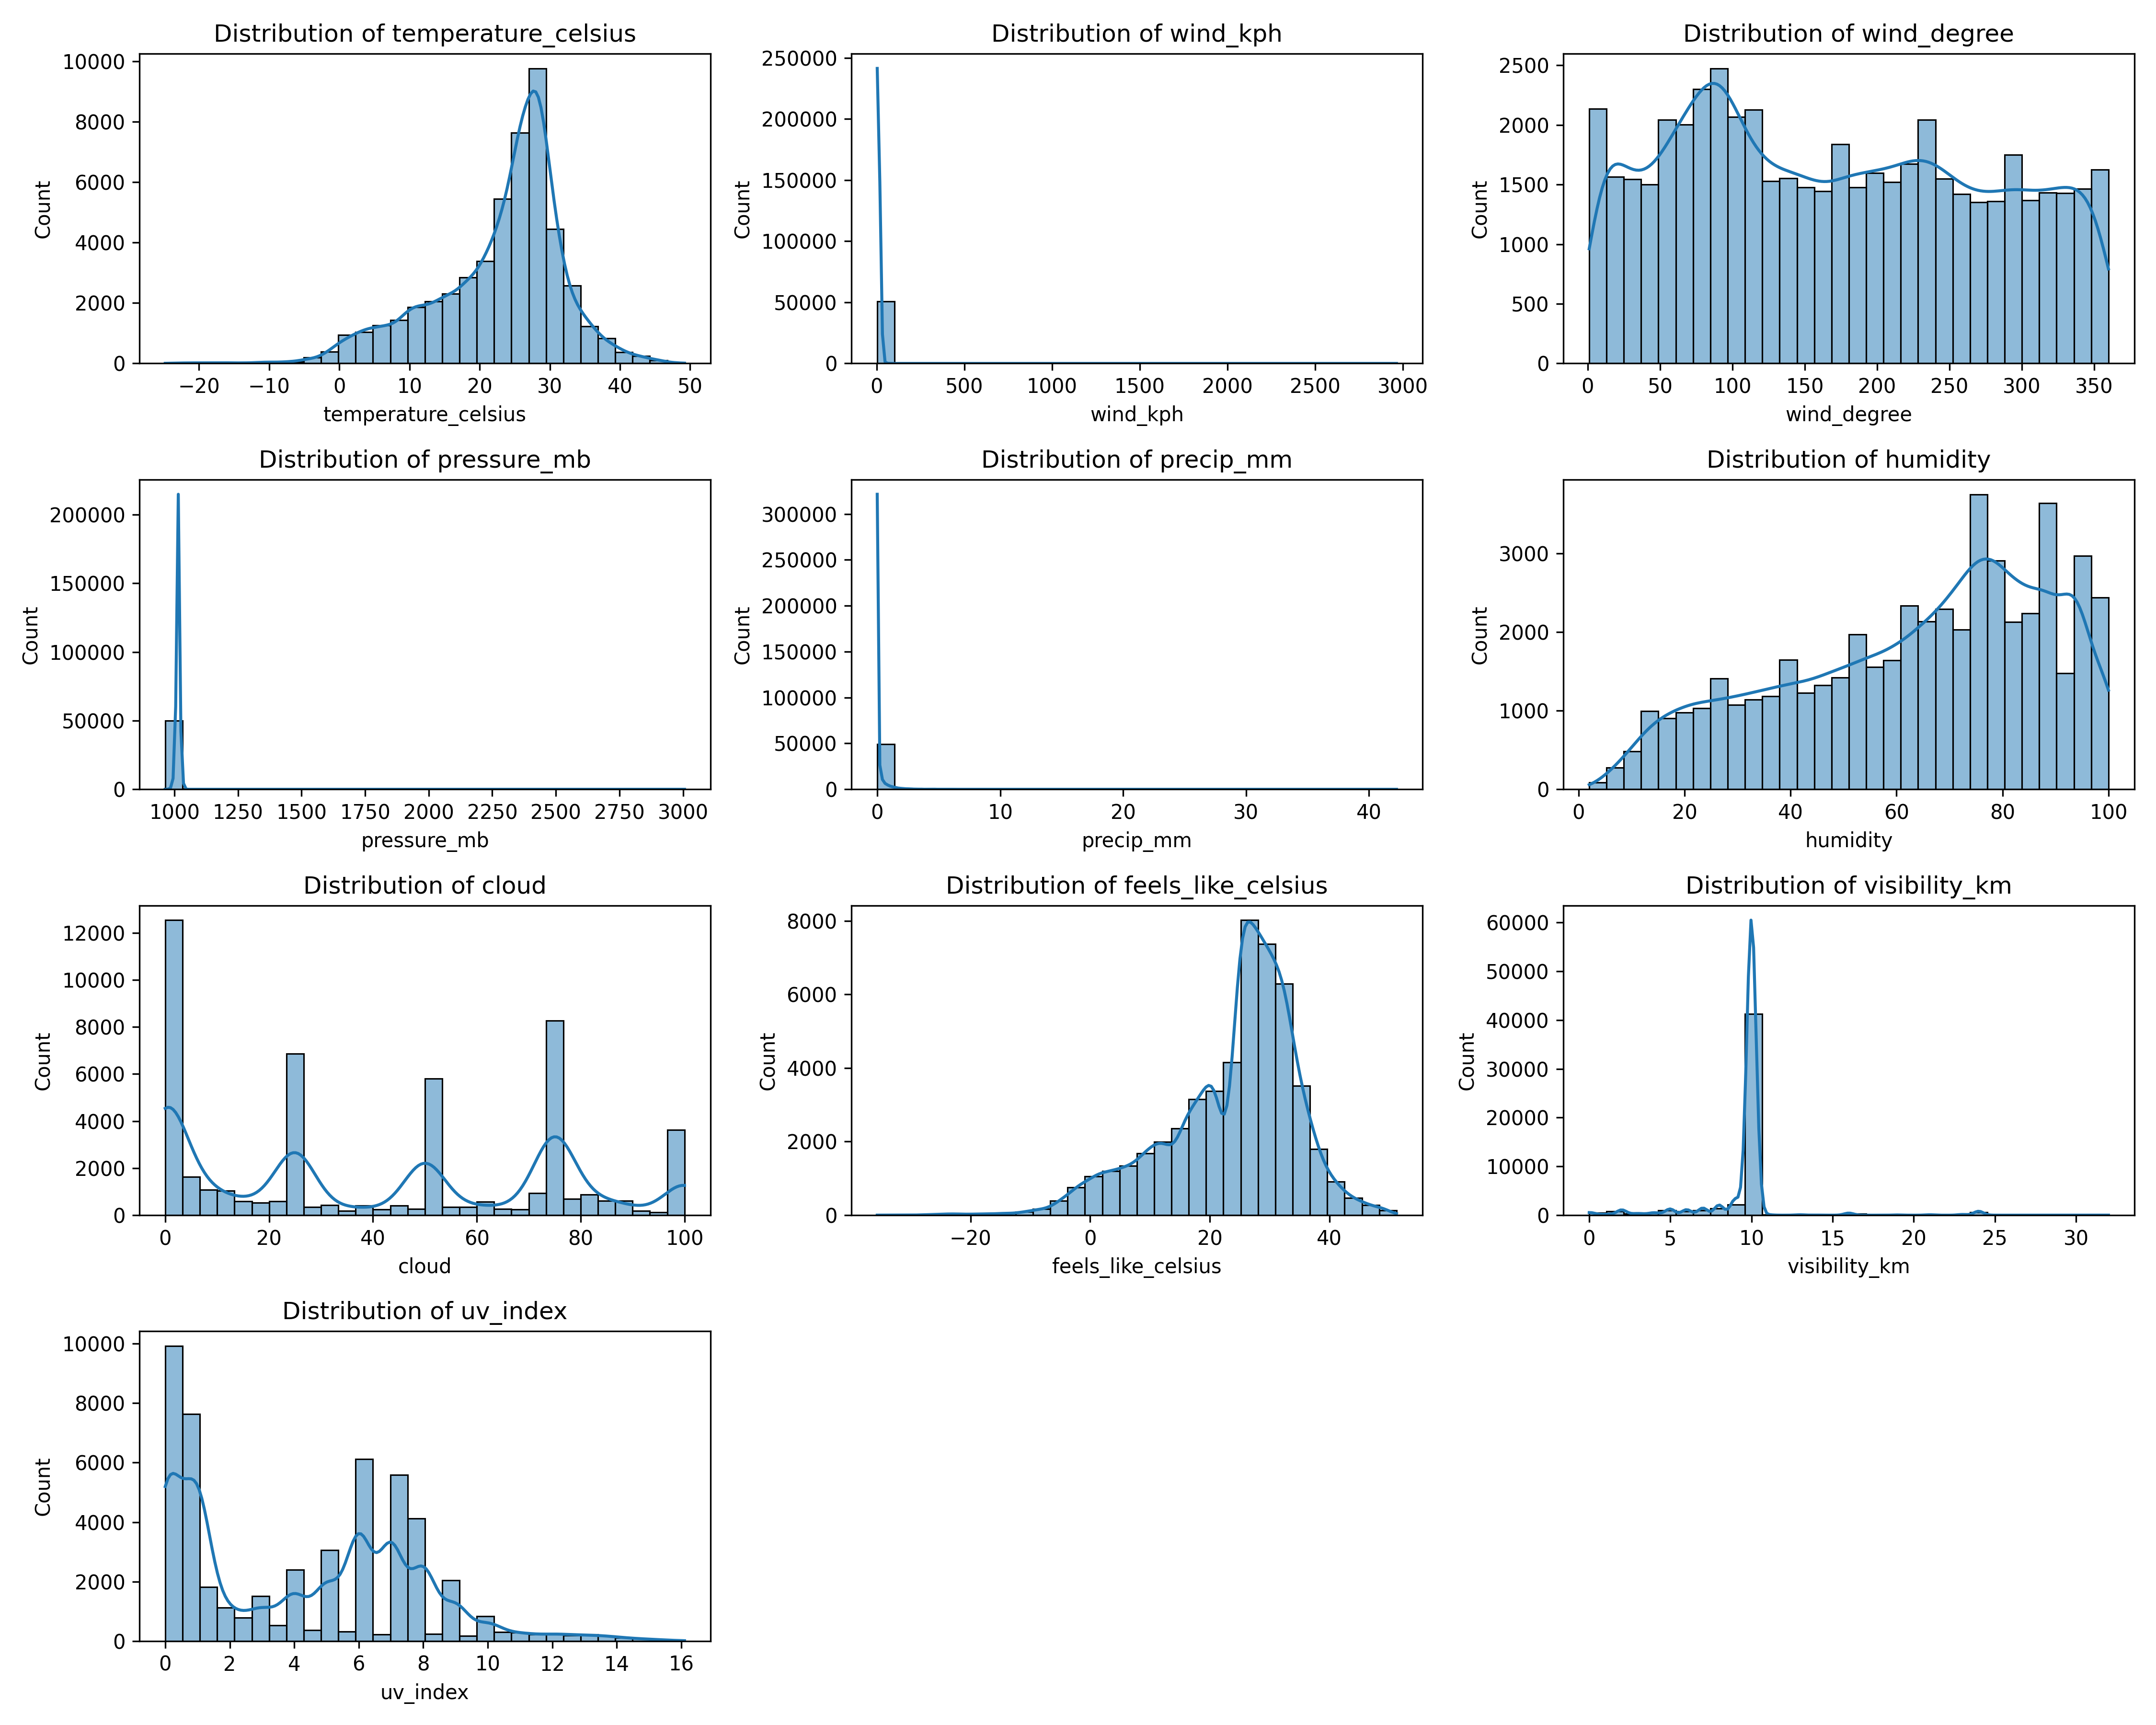 Distribution of temperature_celsius
10000
8000
6000
4000
2000
0
Count
−20 −10 0 10 20 30 40 50
temperature_celsius
Distribution of wind_kph
250000
200000
150000
100000
50000
0
Count
0 500 1000 1500 2000 2500 3000
wind_kph
Distribution of wind_degree
2500
2000
1500
1000
500
0
Count
0 50 100 150 200 250 300 350
wind_degree
Distribution of pressure_mb
200000
150000
100000
50000
0
Count
1000 1250 1500 1750 2000 2250 2500 2750 3000
pressure_mb
Distribution of precip_mm
300000
250000
200000
150000
100000
50000
0
Count
0 10 20 30 40
precip_mm
Distribution of humidity
3000
2000
1000
0
Count
0 20 40 60 80 100
humidity
Distribution of cloud
12000
10000
8000
6000
4000
2000
0
Count
0 20 40 60 80 100
cloud
Distribution of feels_like_celsius
8000
6000
4000
2000
0
Count
−20 0 20 40
feels_like_celsius
Distribution of visibility_km
60000
50000
40000
30000
20000
10000
0
Count
0 5 10 15 20 25 30
visibility_km
Distribution of uv_index
10000
8000
6000
4000
2000
0
Count
0 2 4 6 8 10 12 14 16
uv_index